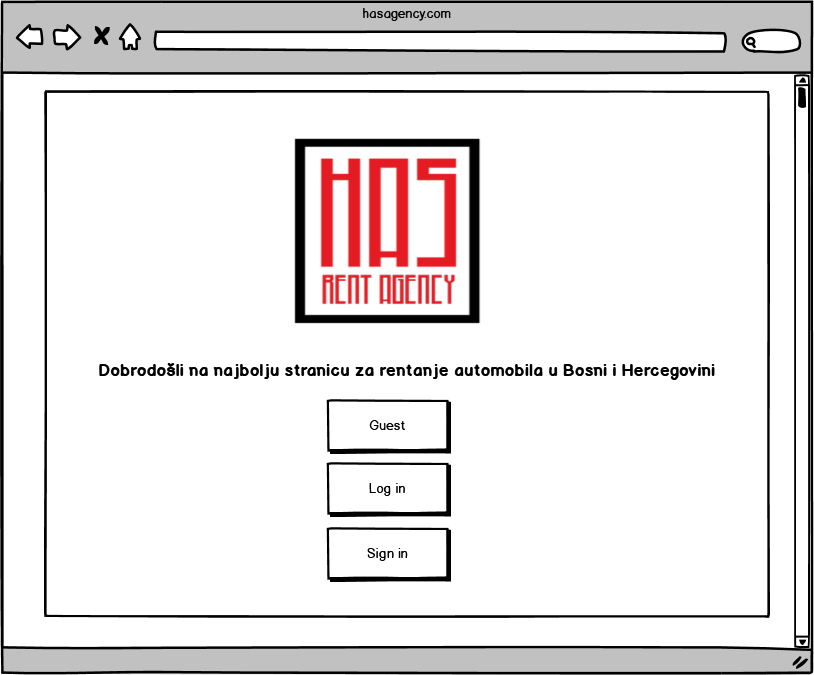 hasagency.com
HAS
RENT AGENCY
Dobrodošli na najbolju stranicu za rentanje automobila u Bosni i Hercegovini
Guest
Log in
Sign in